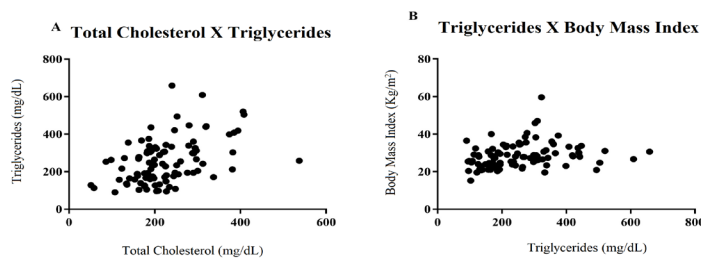 A Total Cholesterol X Triglycerides
800
600
400
200
0
0 200 400 600
Triglycerides (mg/dL)
Total Cholesterol (mg/dL)
B Triglycerides X Body Mass Index
80
60
40
20
0
0 200 400 600 800
Body Mass Index (Kg/m²)
Triglycerides (mg/dL)